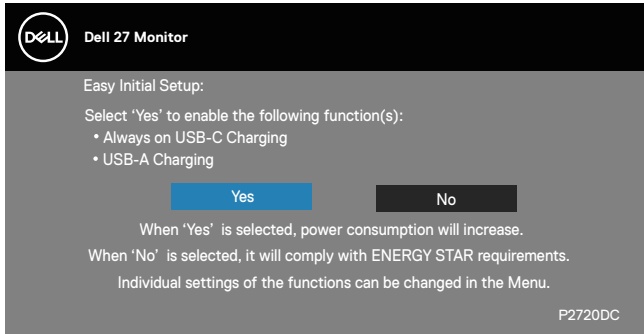 DELL
Dell 27 Monitor
Easy Initial Setup:
Select ‘Yes’ to enable the following function(s):
• Always on USB-C Charging
• USB-A Charging
Yes
No
When ‘Yes’ is selected, power consumption will increase.
When ‘No’ is selected, it will comply with ENERGY STAR requirements.
Individual settings of the functions can be changed in the Menu.
P2720DC